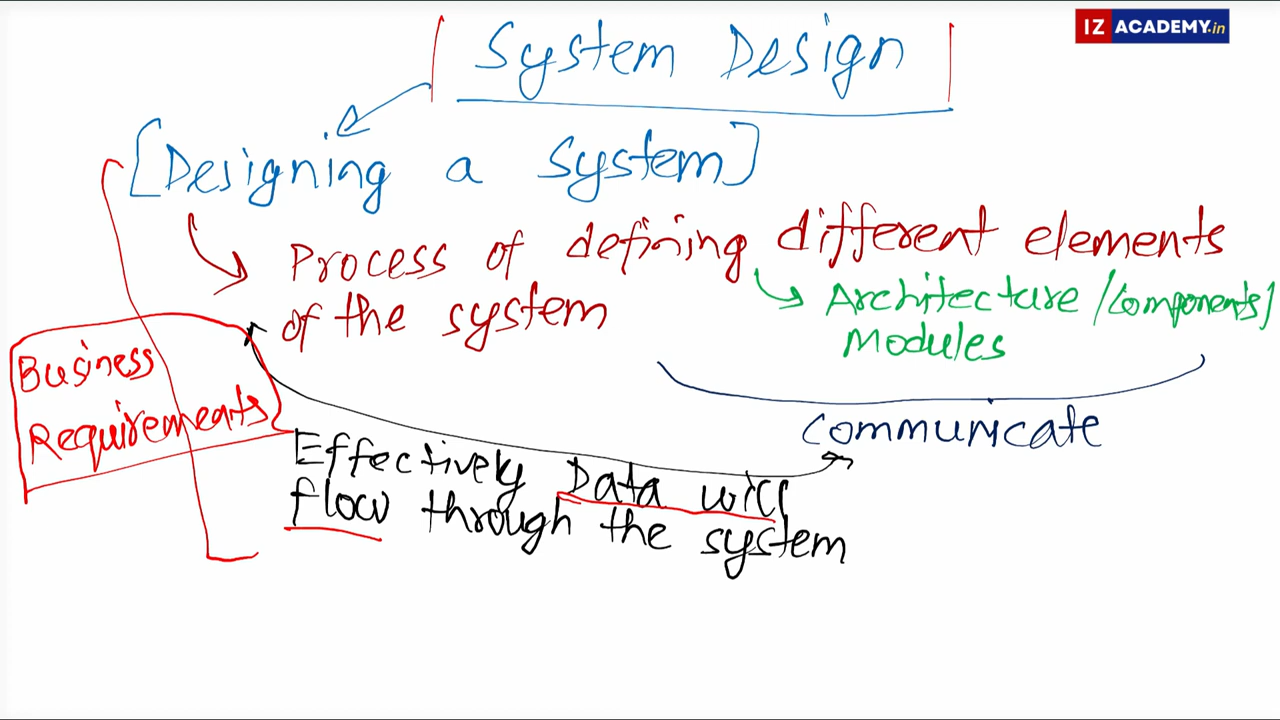 IZ ACADEMY.in
System Design
[Designing a system]
Process of defining different elements
of the system
Architecture / Components /
Modules
Business
Requirements
Communicate
Effectively Data will
flow through the system